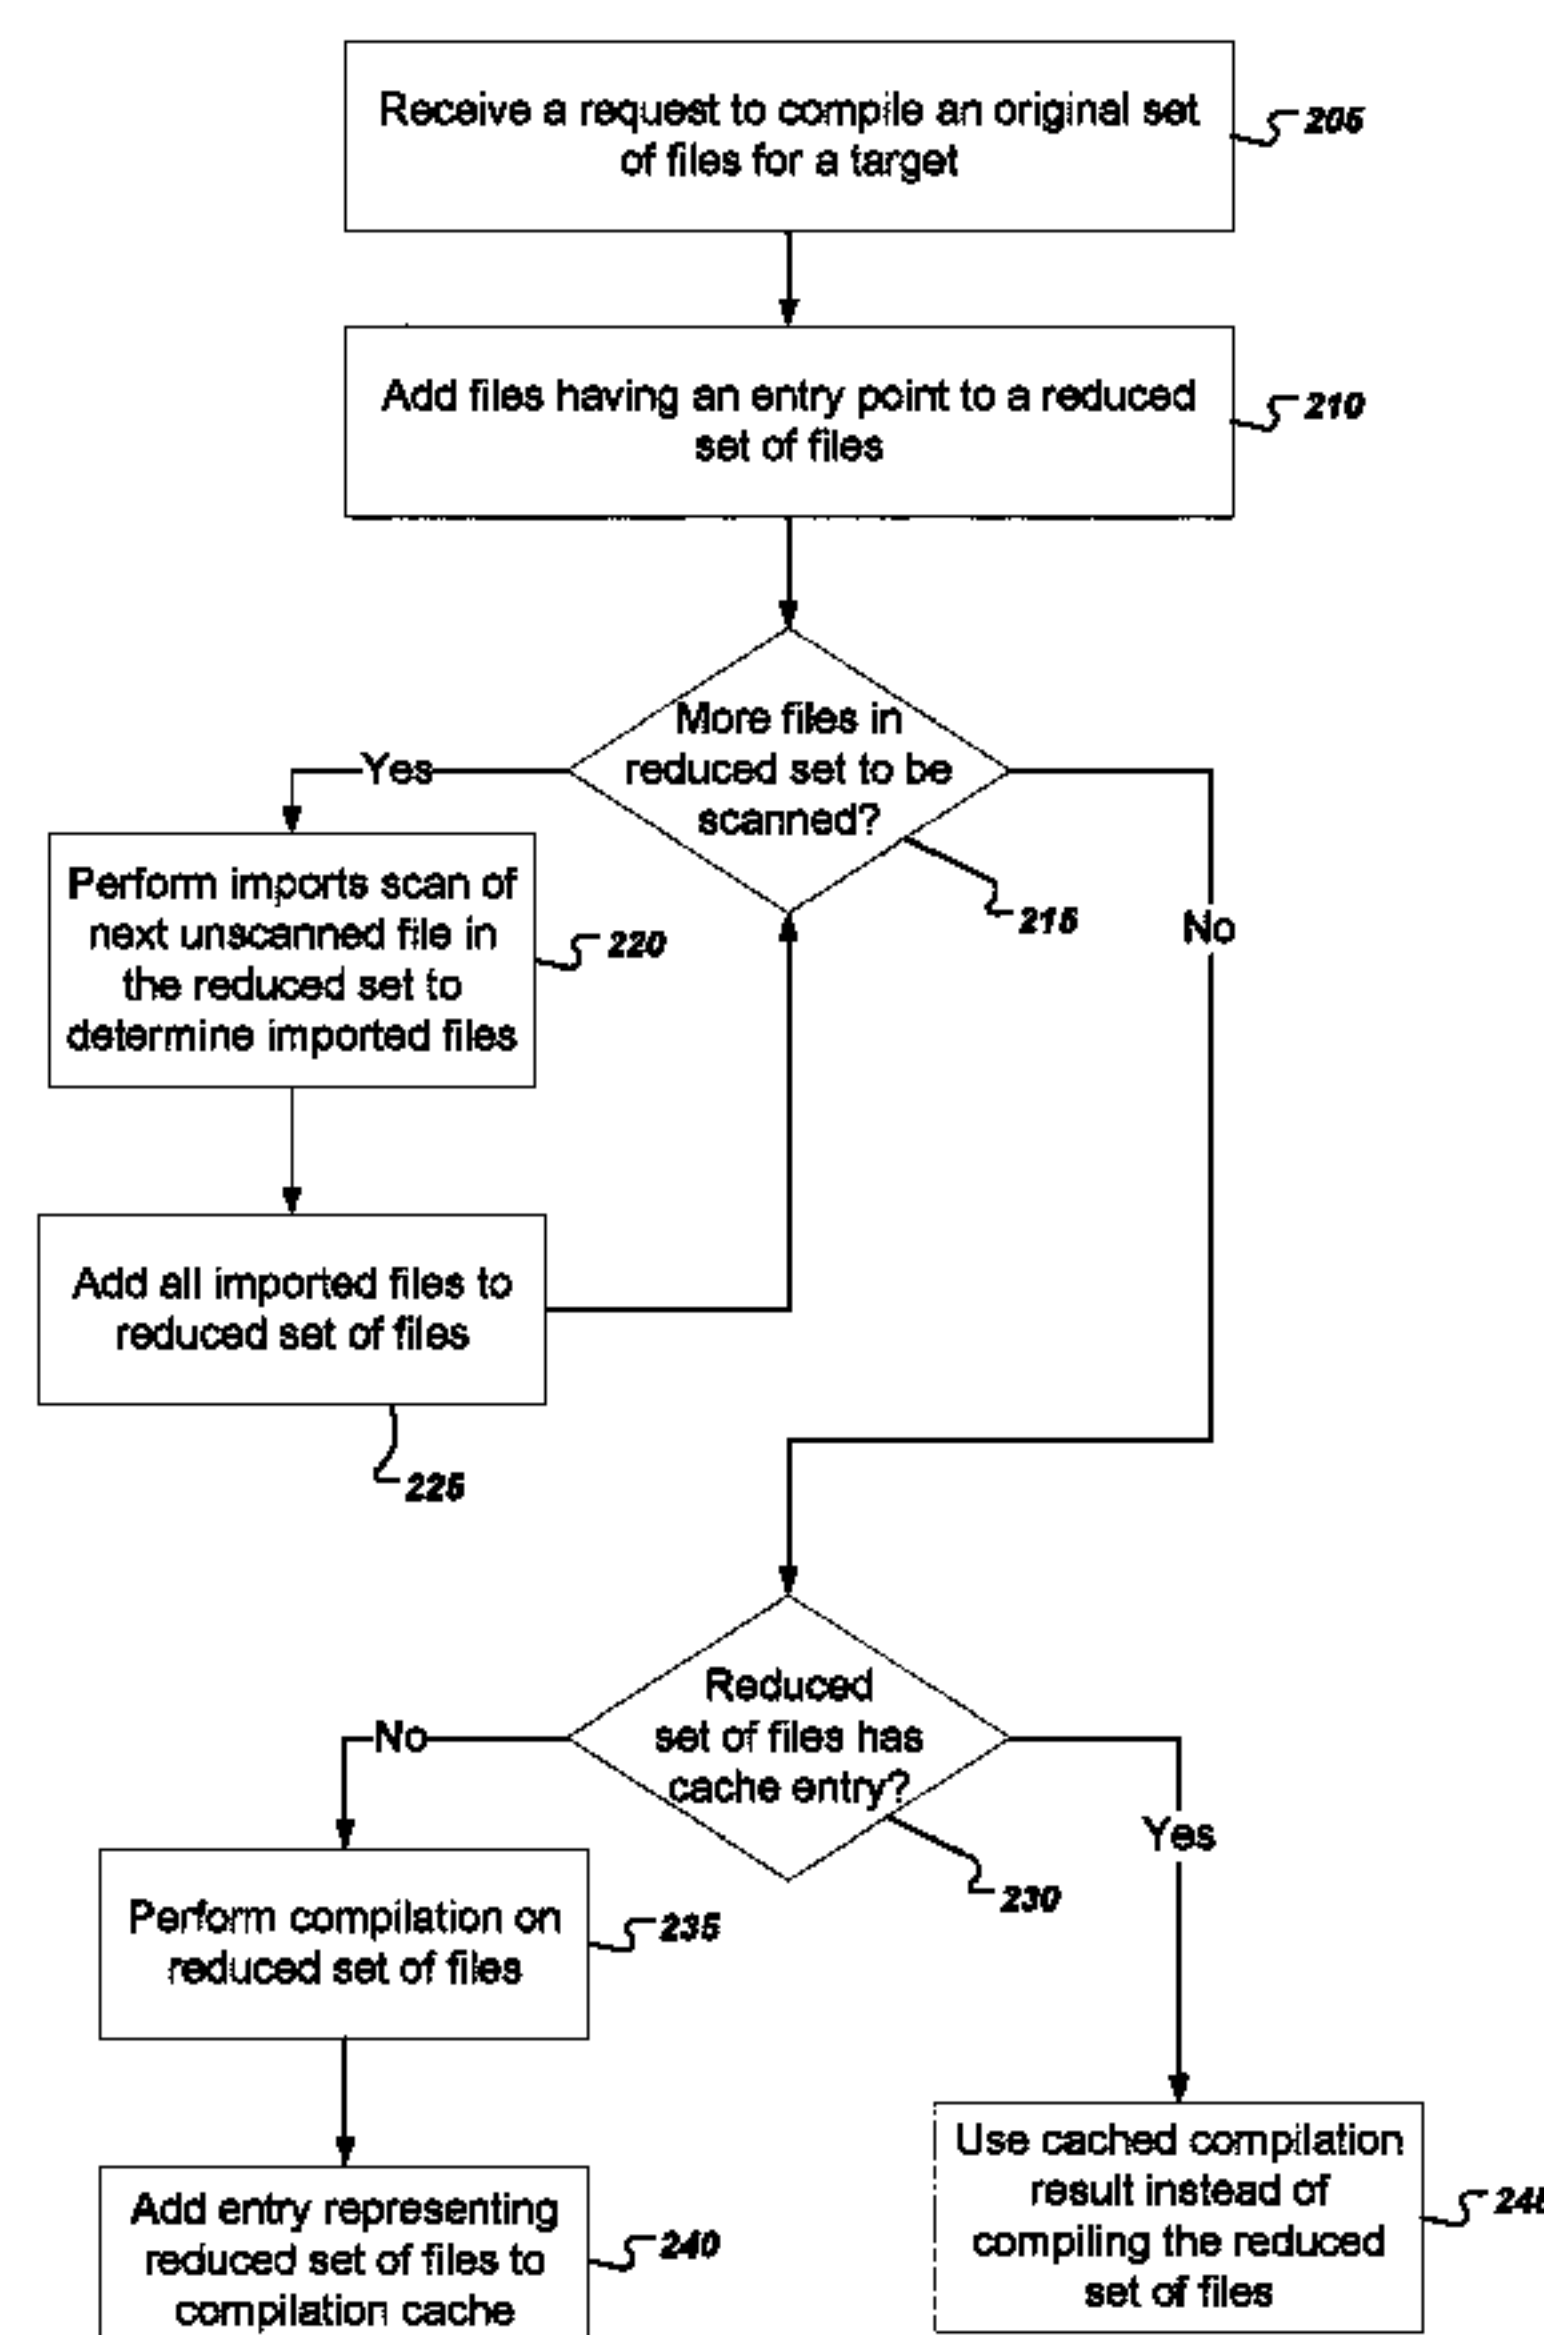 Receive a request to compile an original set
of files for a target
205
Add files having an entry point to a reduced
set of files
210
More files in
reduced set to be
scanned?
215
Yes
No
Perform imports scan of
next unscanned file in
the reduced set to
determine imported files
220
Add all imported files to
reduced set of files
225
Reduced
set of files has
cache entry?
230
No
Yes
Perform compilation on
reduced set of files
235
Add entry representing
reduced set of files to
compilation cache
240
Use cached compilation
result instead of
compiling the reduced
set of files